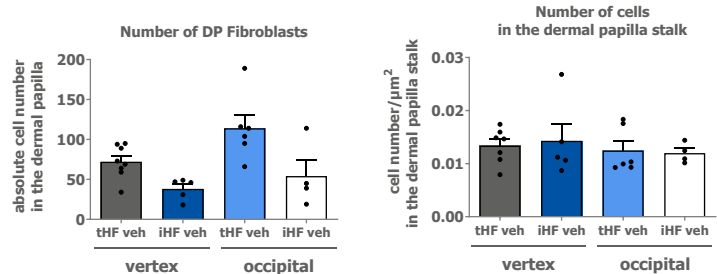 Number of DP Fibroblasts
absolute cell number
in the dermal papilla
200
150
100
50
0
tHF veh iHF veh tHF veh iHF veh
vertex occipital
Number of cells
in the dermal papilla stalk
cell number/µm²
in the dermal papilla stalk
0.03
0.02
0.01
0.00
tHF veh iHF veh tHF veh iHF veh
vertex occipital